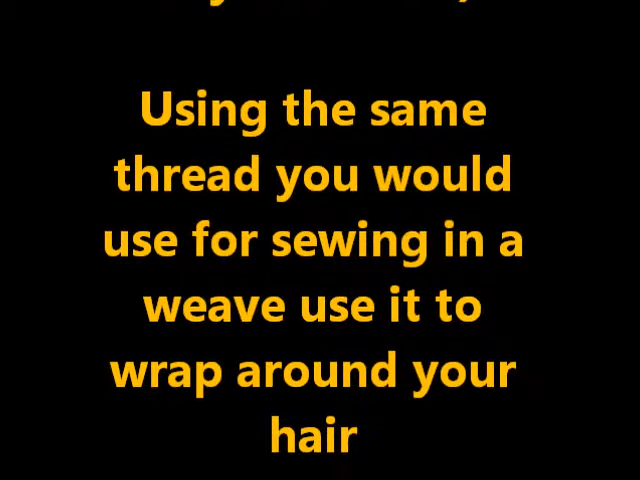 Using the same
thread you would
use for sewing in a
weave use it to
wrap around your
hair